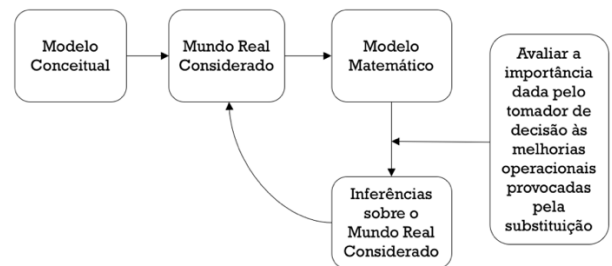 Modelo
Conceitual
Mundo Real
Considerado
Modelo
Matemático
Avaliar a
importância
dada pelo
tomador de
decisão às
melhorias
operacionais
provocadas
pela
substituição
Inferências
sobre o
Mundo Real
Considerado